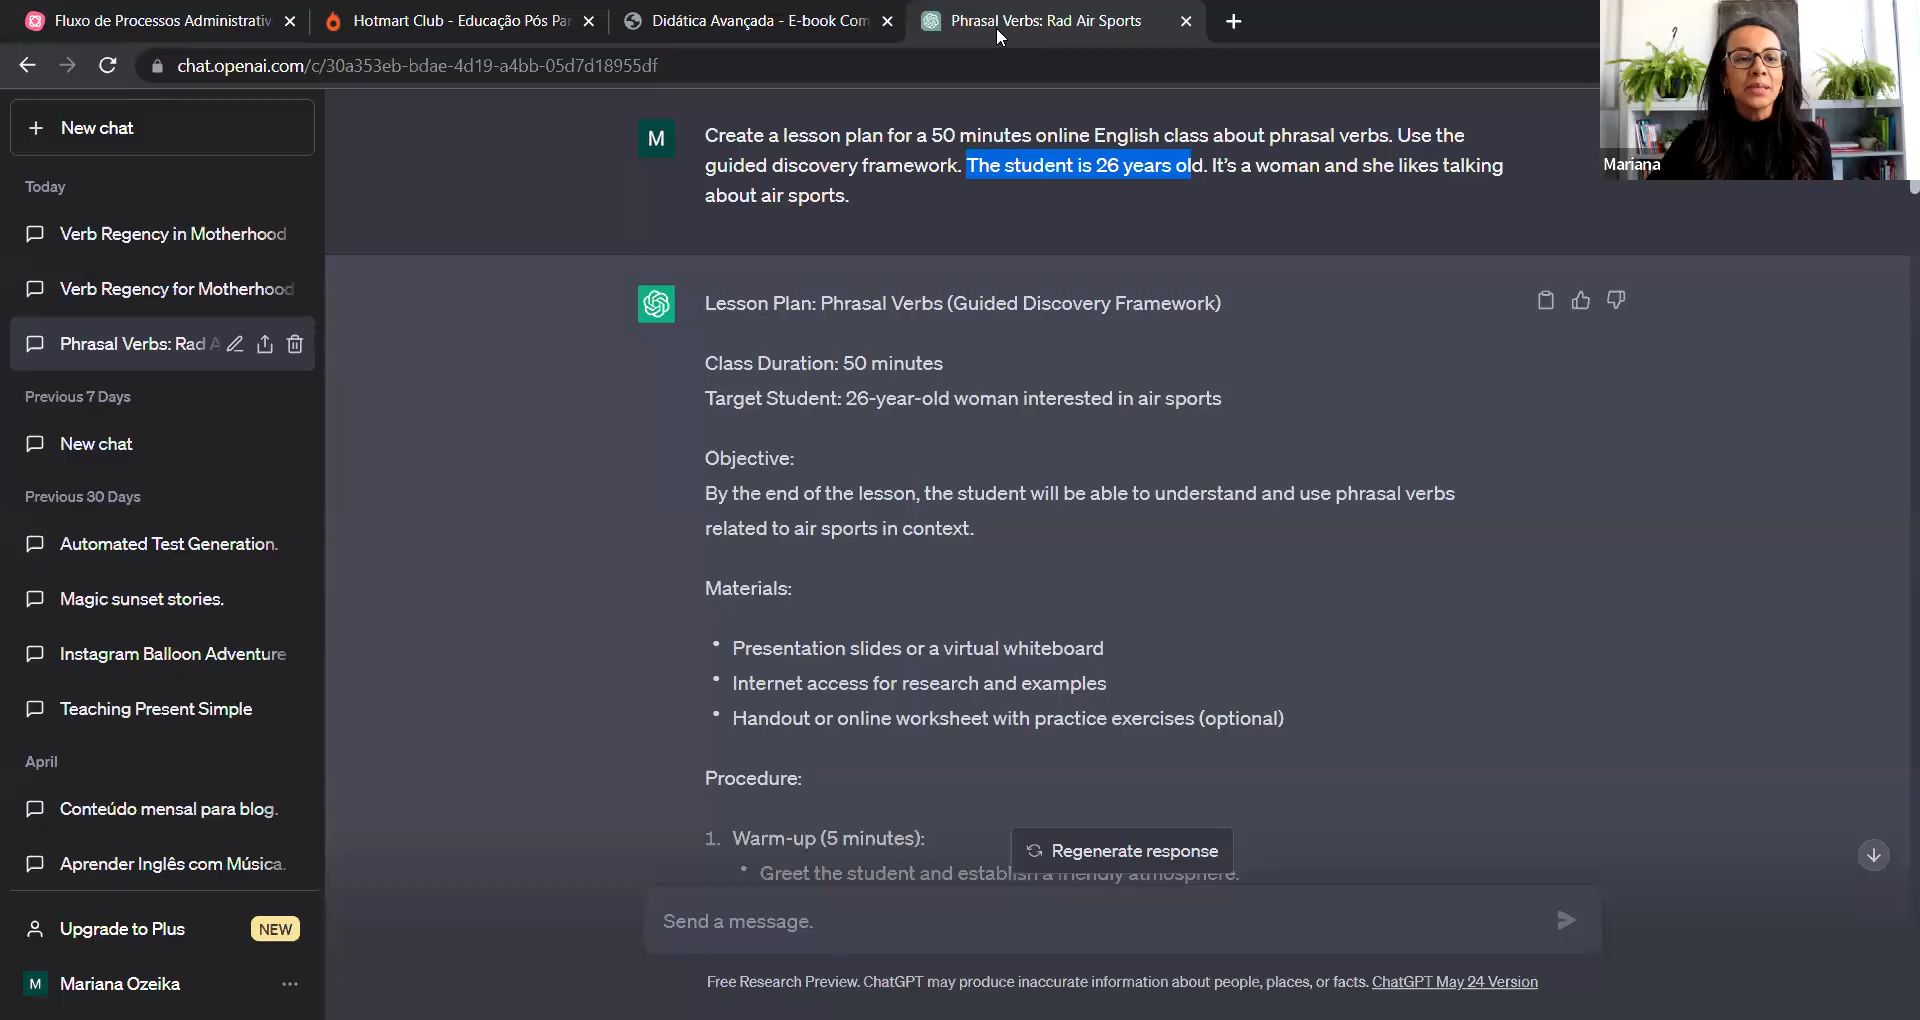 Fluxo de Processos Administrativ
Hotmart Club - Educação Pós Pa
Didática Avançada - E-book Com
Phrasal Verbs: Rad Air Sports
chat.openai.com/c/30a353eb-bdae-4d19-a4bb-05d7d18955df
Mariana
New chat
Today
Verb Regency in Motherhood
Verb Regency for Motherhood
Phrasal Verbs: Rad A
Previous 7 Days
New chat
Previous 30 Days
Automated Test Generation.
Magic sunset stories.
Instagram Balloon Adventure
Teaching Present Simple
April
Conteúdo mensal para blog.
Aprender Inglês com Música.
Upgrade to Plus NEW
M Mariana Ozeika
M
Create a lesson plan for a 50 minutes online English class about phrasal verbs. Use the
guided discovery framework. The student is 26 years old. It's a woman and she likes talking
about air sports.
Lesson Plan: Phrasal Verbs (Guided Discovery Framework)
Class Duration: 50 minutes
Target Student: 26-year-old woman interested in air sports
Objective:
By the end of the lesson, the student will be able to understand and use phrasal verbs
related to air sports in context.
Materials:
• Presentation slides or a virtual whiteboard
• Internet access for research and examples
• Handout or online worksheet with practice exercises (optional)
Procedure:
1. Warm-up (5 minutes):
• Greet the student and establish a friendly atmosphere.
Regenerate response
Send a message.
Free Research Preview. ChatGPT may produce inaccurate information about people, places, or facts. ChatGPT May 24 Version